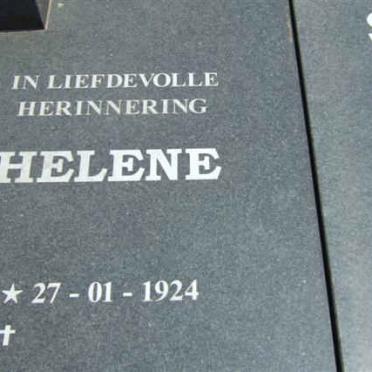 IN LIEFDEVOLLE
HERINNERING
HELENE
★ 27 - 01 - 1924
✝